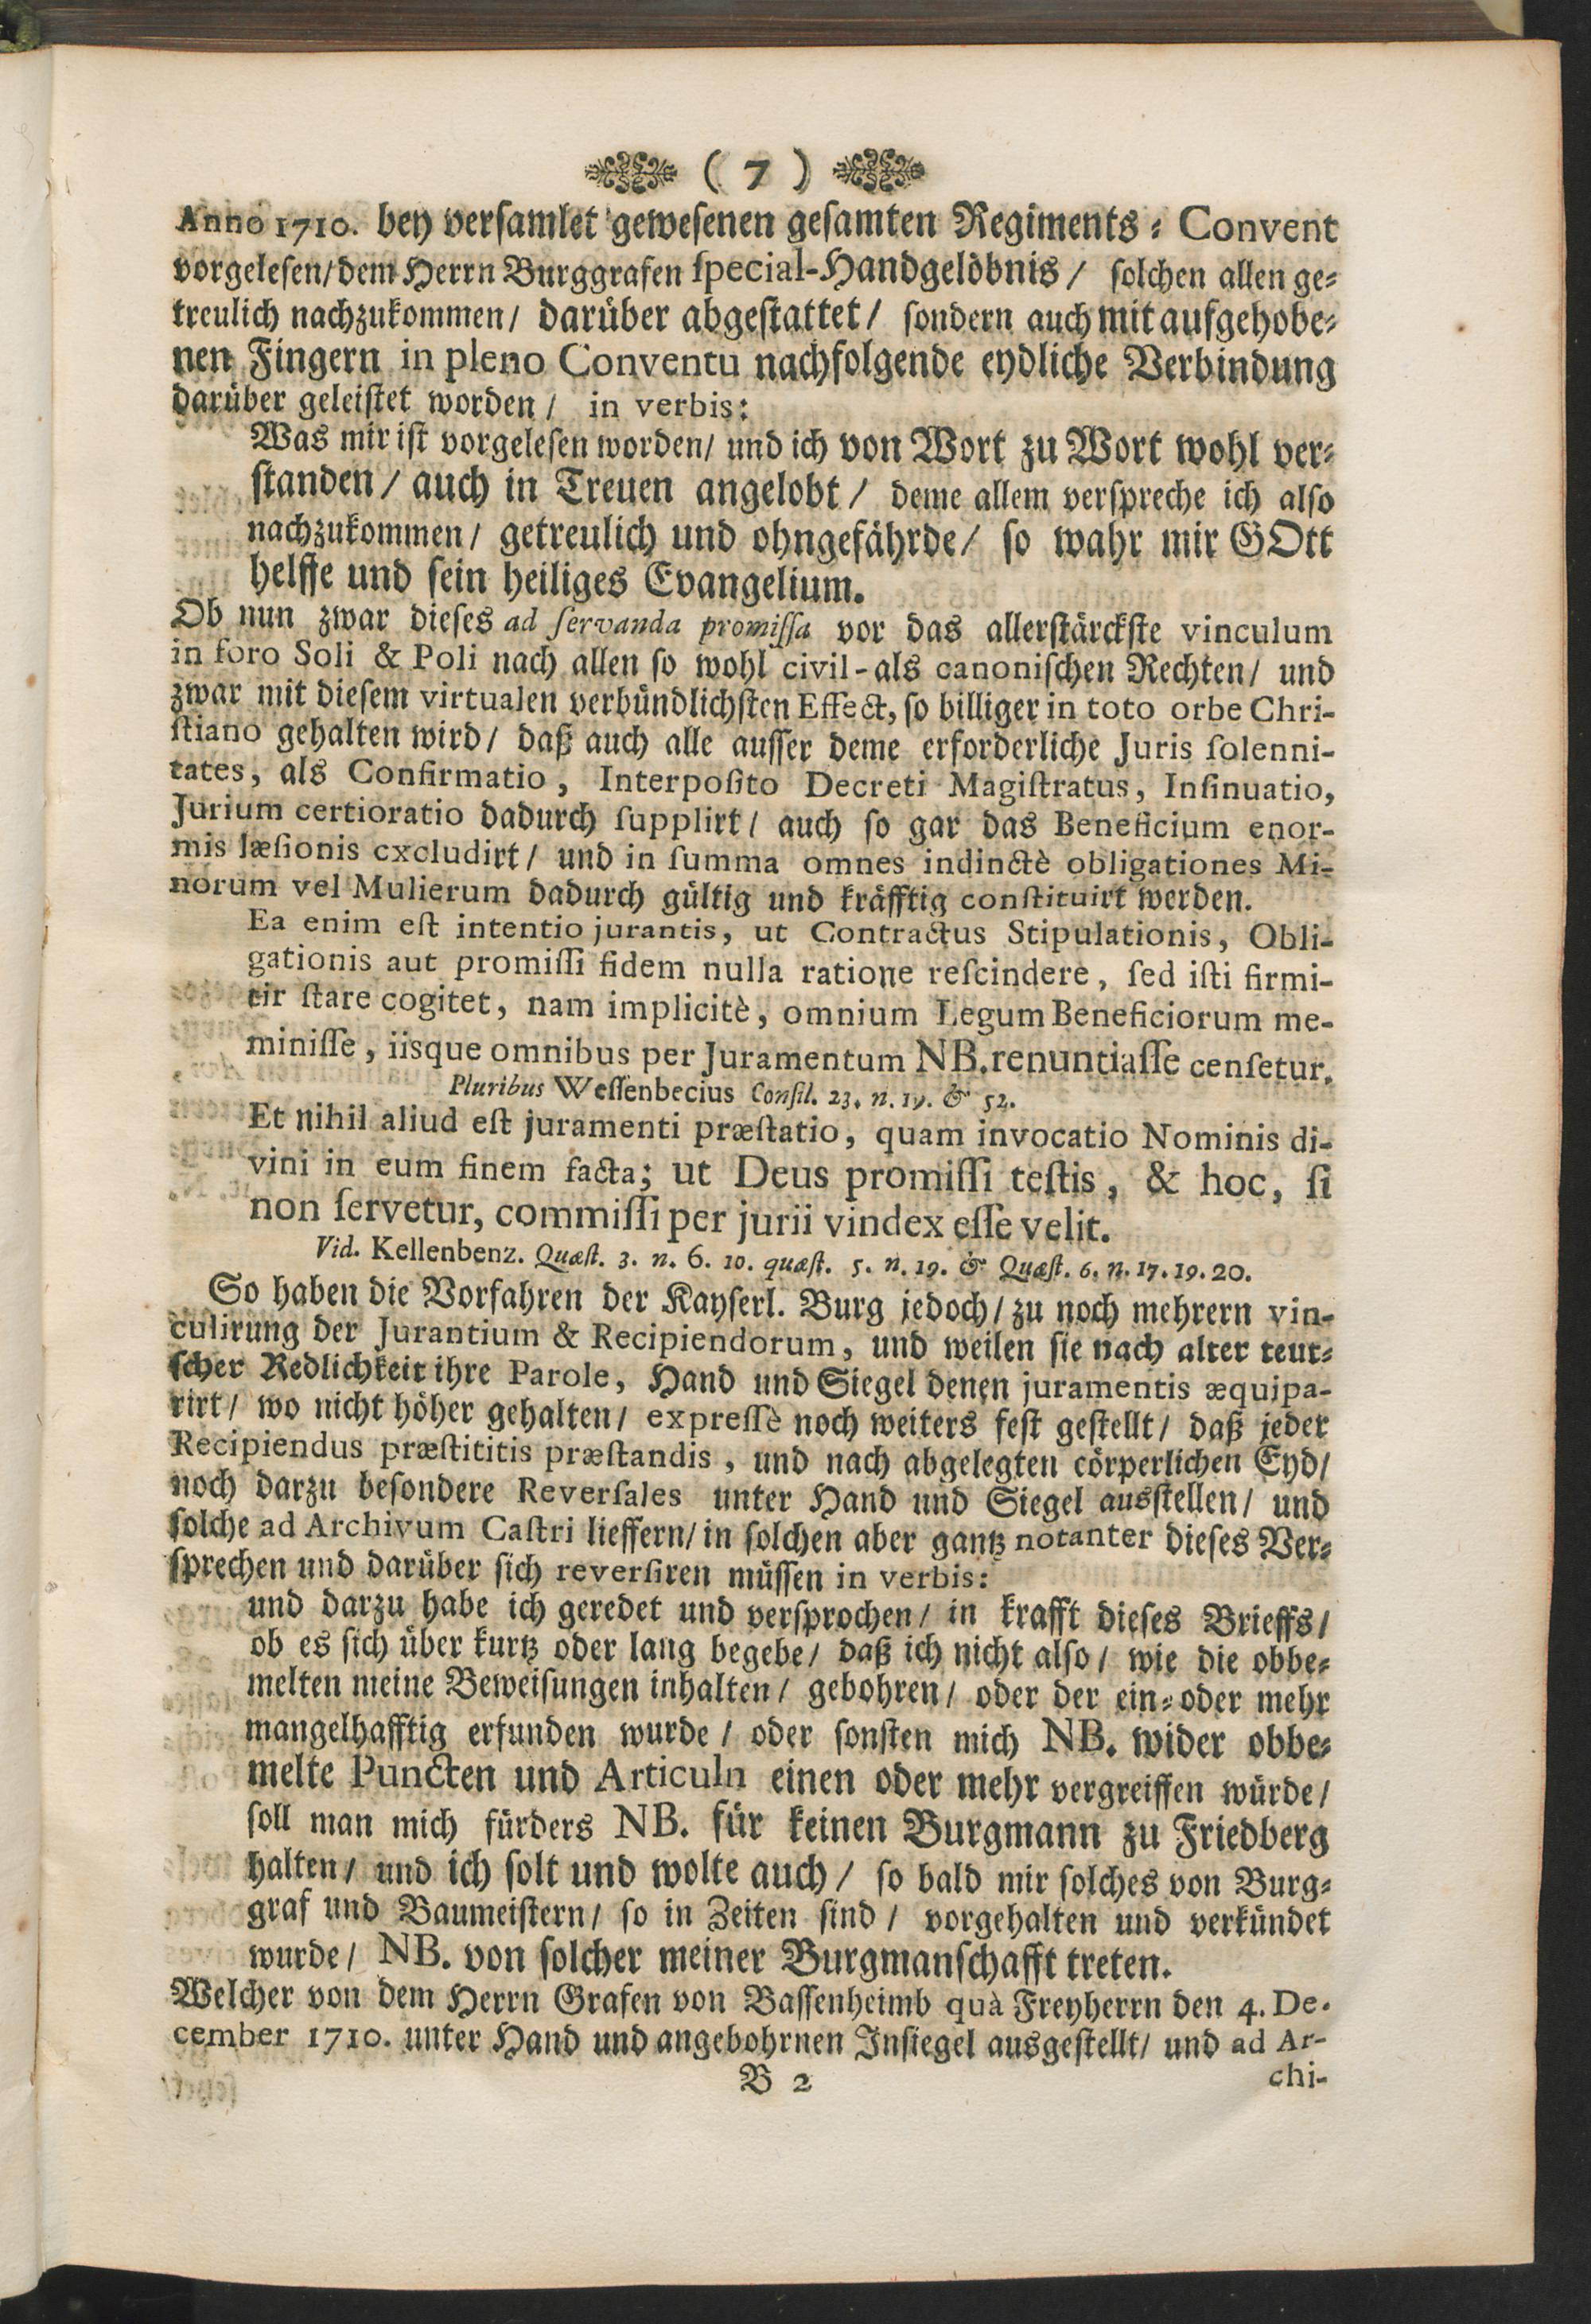 ( 7 )
Anno 1710. bey versamlet gewesenen gesamten Regiments-Convent
vorgelesen/ dem Herrn Burggrafen special-Handgelöbnis/ solchen allen ge-
treulich nachzukommen/ darüber abgestattet/ sondern auch mit aufgehobe-
nen Fingern in pleno Conventu nachfolgende eydliche Verbindung
darüber geleistet worden/ in verbis:
Was mir ist vorgelesen worden/ und ich von Wort zu Wort wohl ver-
standen/ auch in Treuen angelobt/ deme allem verspreche ich also
nachzukommen/ getreulich und ohngefährde/ so wahr mir GOtt
helffe und sein heiliges Evangelium.
Ob nun zwar dieses ad servanda promissa vor das allerstärckste vinculum
in foro Soli & Poli nach allen so wohl civil-als canonischen Rechten/ und
zwar mit diesem virtualen verbündlichsten Effect, so billiger in toto orbe Chri-
stiano gehalten wird/ daß auch alle ausser deme erforderliche Juris solenni-
tates, als Confirmatio, Interposito Decreti Magistratus, Insinuatio,
Jurium certioratio dadurch supplirt/ auch so gar das Beneficium enor-
mis læsionis excludirt/ und in summa omnes indinctè obligationes Mi-
norum vel Mulierum dadurch gültig und kräfftig constituirt werden.
Ea enim est intentio jurantis, ut Contractus Stipulationis, Obli-
gationis aut promissi fidem nulla ratione rescindere, sed isti firmi-
tir stare cogitet, nam implicitè, omnium Legum Beneficiorum me-
minisse, iisque omnibus per Juramentum NB. renuntiasse censetur.
Pluribus Wessenbecius Consil. 23. n. 19. & 52.
Et nihil aliud est juramenti præstatio, quam invocatio Nominis di-
vini in eum finem facta; ut Deus promissi testis, & hoc, si
non servetur, commissi per jurii vindex esse velit.
Vid. Kellenbenz. Quæst. 3. n. 6. 10. quæst. 5. n. 19. & Quæst. 6. n. 17. 19. 20.
So haben die Vorfahren der Kayserl. Burg jedoch/ zu noch mehrern vin-
culirung der Jurantium & Recipiendorum, und weilen sie nach alter teut-
scher Redlichkeit ihre Parole, Hand und Siegel denen juramentis æquipa-
rirt/ wo nicht höher gehalten/ expressè noch weiters fest gestellt/ daß jeder
Recipiendus præstititis præstandis, und nach abgelegten cörperlichen Eyd/
noch darzu besondere Reversales unter Hand und Siegel ausstellen/ und
solche ad Archivum Castri lieffern/ in solchen aber gantz notanter dieses Ver-
sprechen und darüber sich reversiren müssen in verbis:
und darzu habe ich geredet und versprochen/ in krafft dieses Brieffs/
ob es sich über kurtz oder lang begebe/ daß ich nicht also/ wie die obbe-
melten meine Beweisungen inhalten/ gebohren/ oder der ein-oder mehr
mangelhafftig erfunden wurde/ oder sonsten mich NB. wider obbe-
melte Puncten und Articuln einen oder mehr vergreiffen würde/
soll man mich fürders NB. für keinen Burgmann zu Friedberg
halten/ und ich solt und wolte auch/ so bald mir solches von Burg-
graf und Baumeistern/ so in Zeiten sind/ vorgehalten und verkündet
wurde/ NB. von solcher meiner Burgmanschafft treten.
Welcher von dem Herrn Grafen von Bassenheimb quà Freyherrn den 4. De-
cember 1710. unter Hand und angebohrnen Insiegel ausgestellt/ und ad Ar-
B 2 chi-